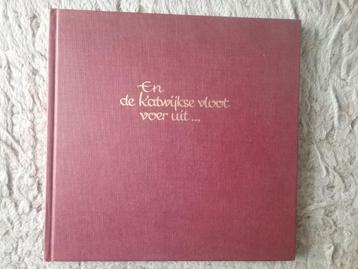 En
de Katwijkse vloot
voer uit...